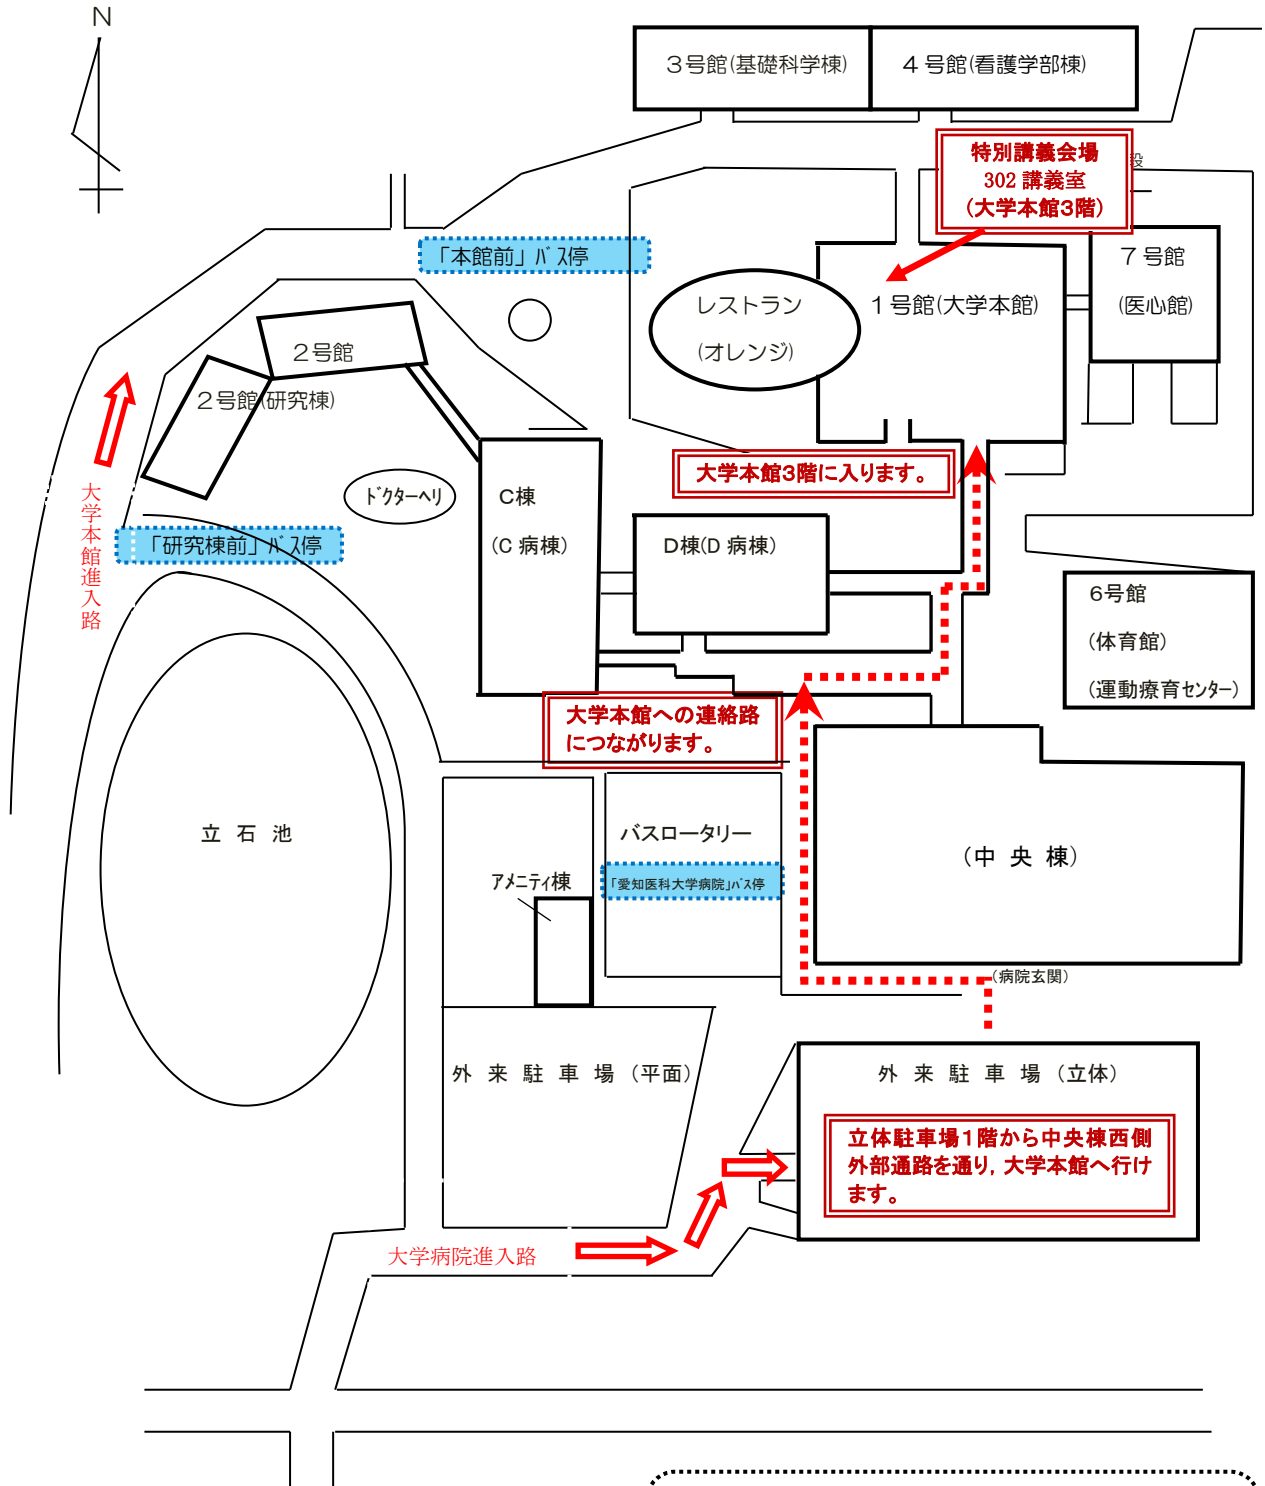 N
3号館(基礎科学棟)
4号館(看護学部棟)
特別講義会場
302 講義室
(大学本館3階)
設
「本館前」バス停
7号館
(医心館)
レストラン
(オレンジ)
1号館(大学本館)
2号館
2号館(研究棟)
大学本館3階に入ります。
大学本館進入路
ドクターヘリ
C棟
(C 病棟)
「研究棟前」バス停
D棟(D 病棟)
6号館
(体育館)
(運動療育センター)
大学本館への連絡路
につながります。
立 石 池
バスロータリー
(中 央 棟)
アメニティ棟
「愛知医科大学病院」バス停
(病院玄関)
外 来 駐 車 場 (平面)
外 来 駐 車 場 (立体)
立体駐車場1階から中央棟西側
外部通路を通り, 大学本館へ行け
ます。
大学病院進入路